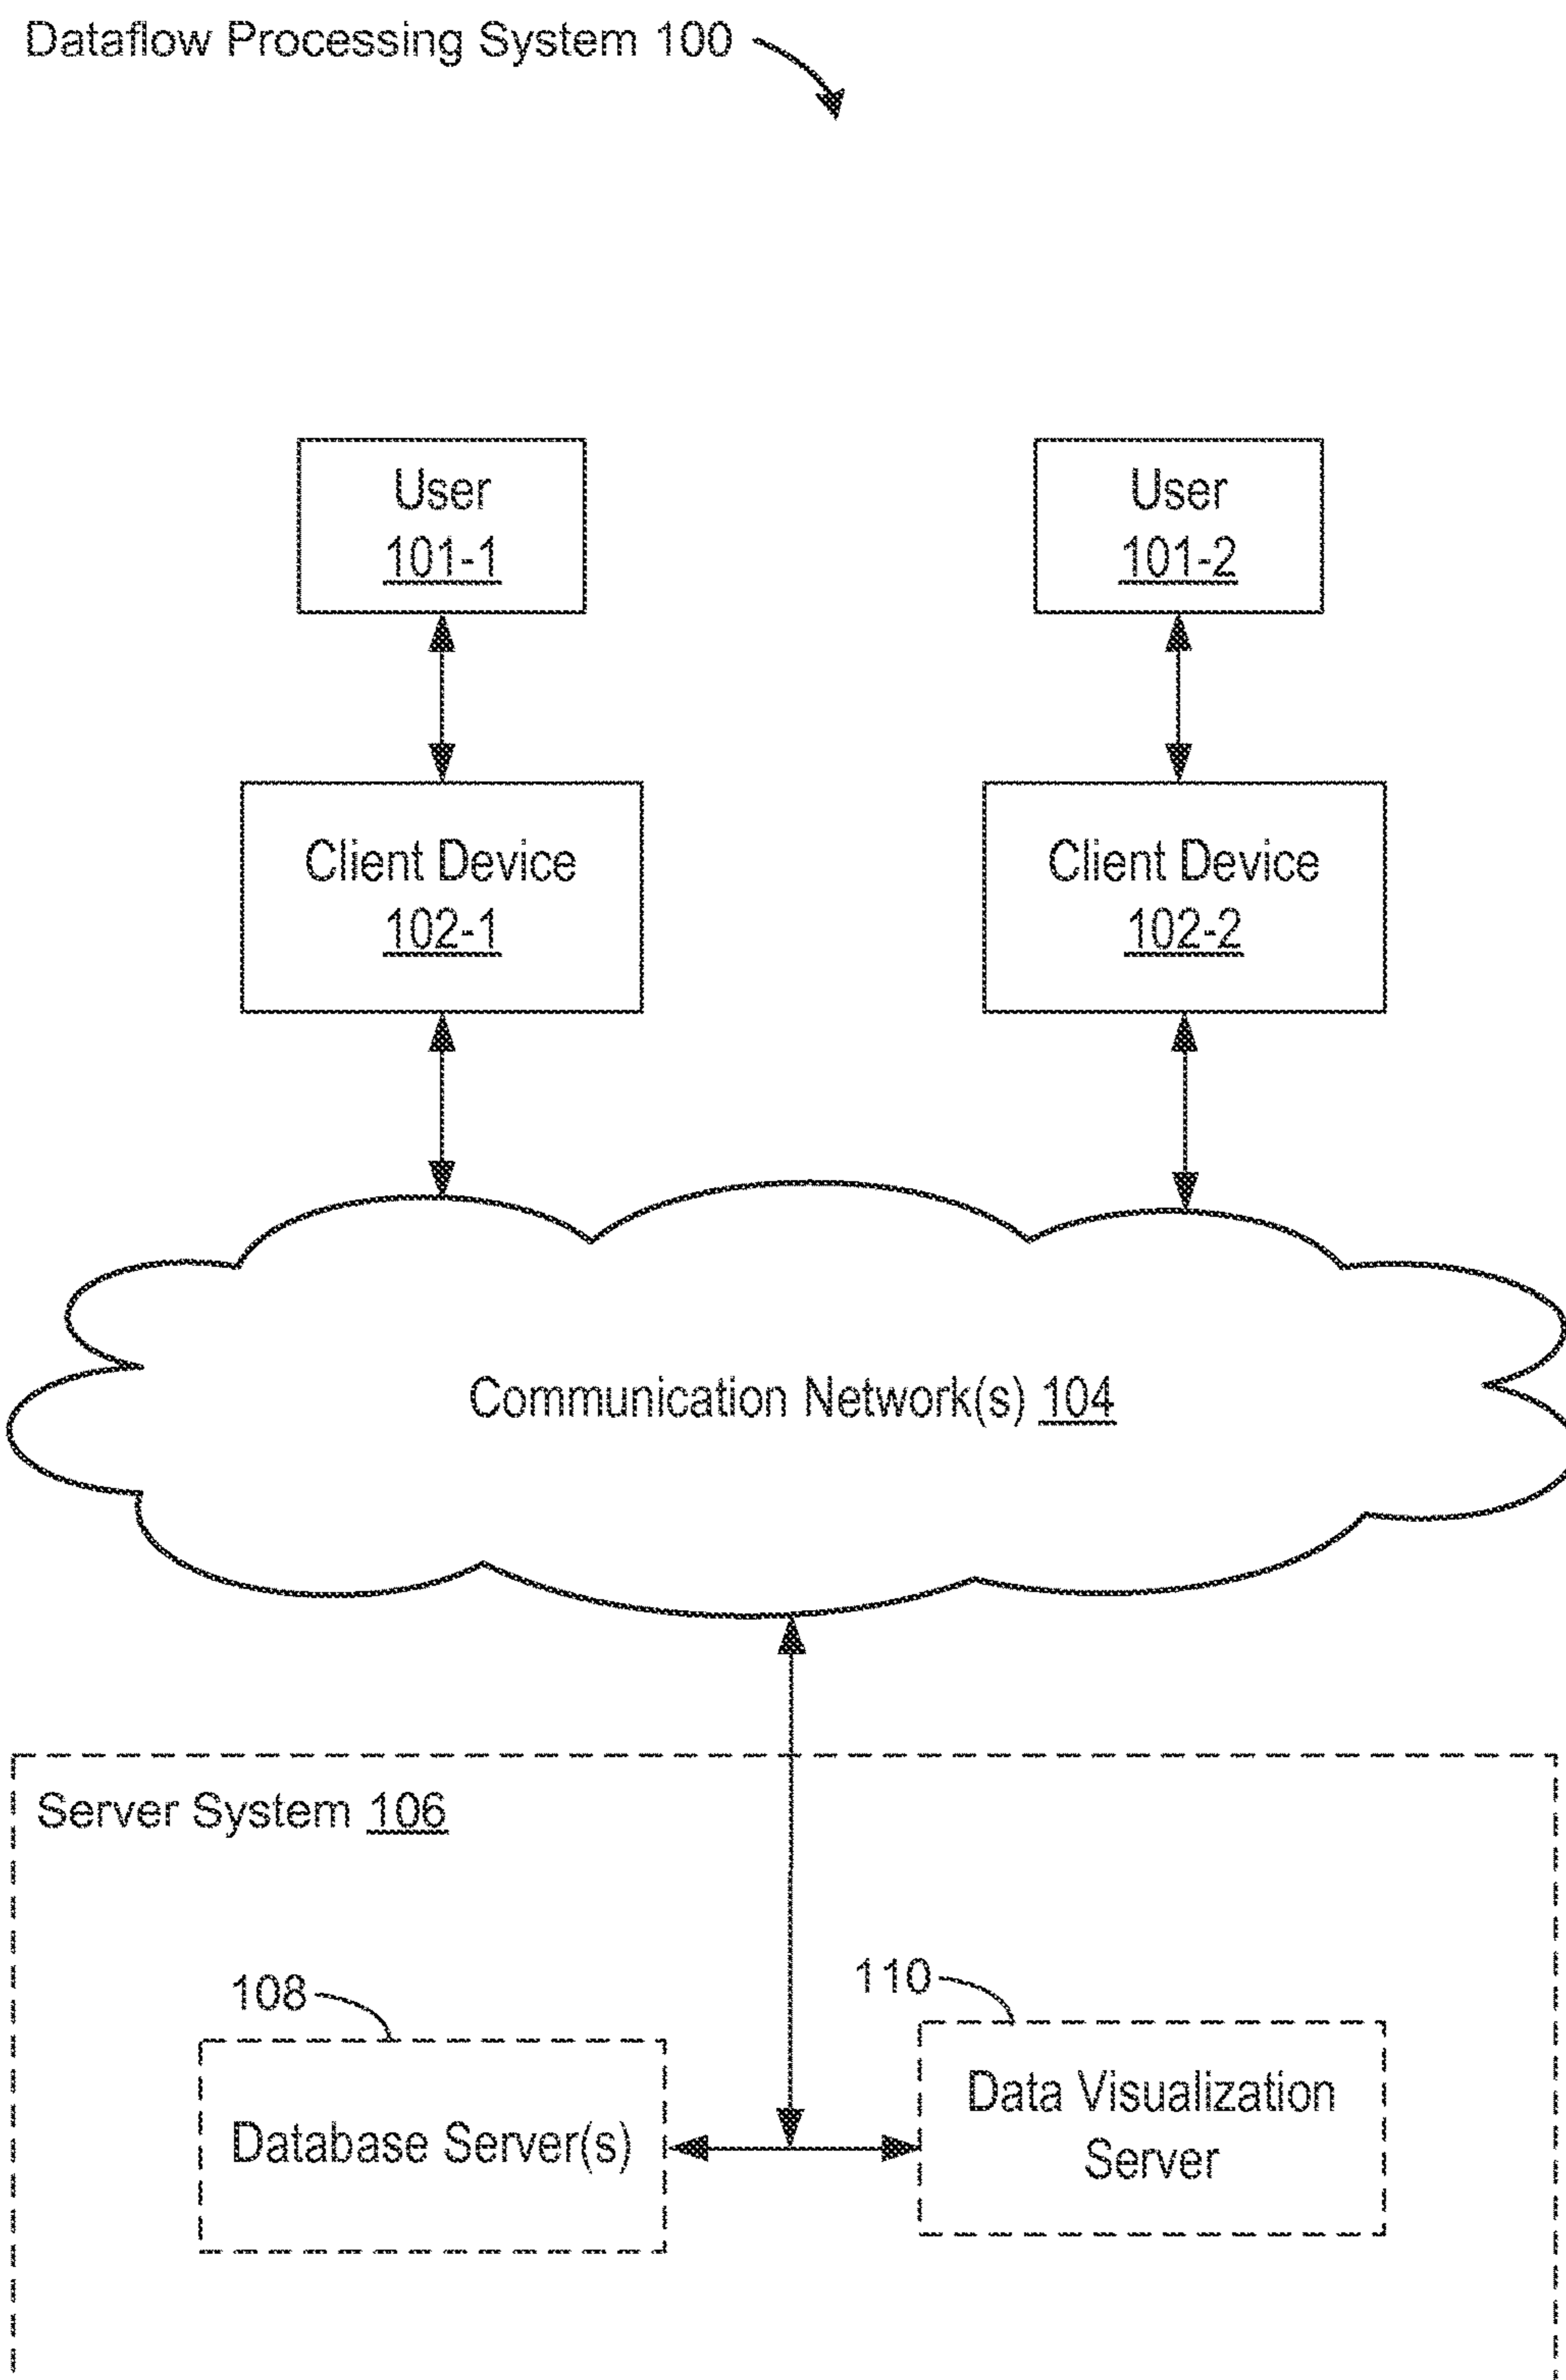 Dataflow Processing System 100
User
101-1
User
101-2
Client Device
102-1
Client Device
102-2
Communication Network(s) 104
Server System 106
108
110
Database Server(s)
Data Visualization
Server